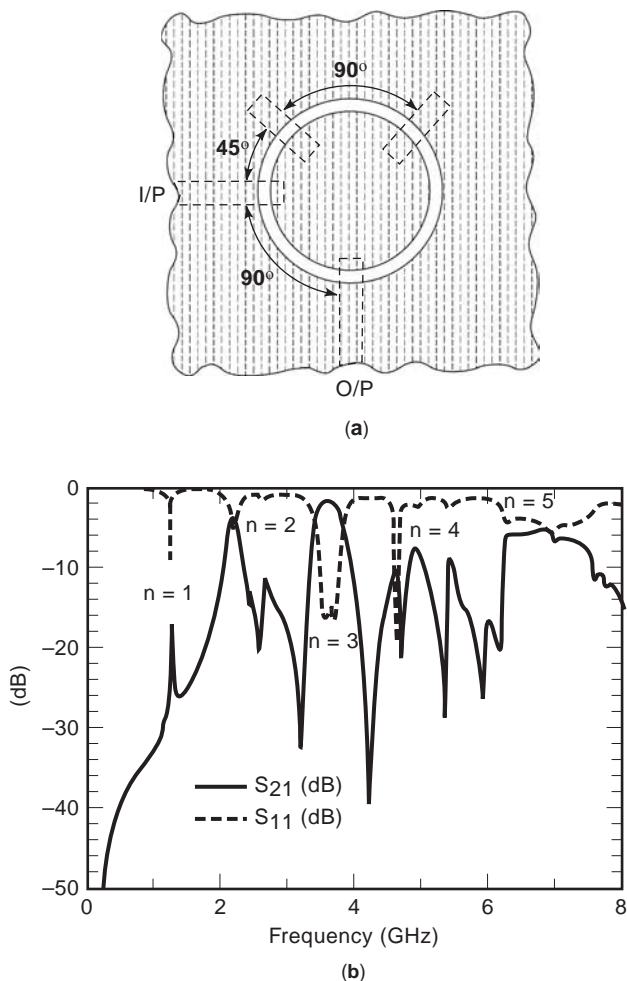 90°
45°
I/P
90°
O/P
(a)
0
n = 5
n = 2
n = 4
–10
n = 1
n = 3
–20
(dB)
–30
S21 (dB)
–40
S11 (dB)
–50
0 2 4 6 8
Frequency (GHz)
(b)